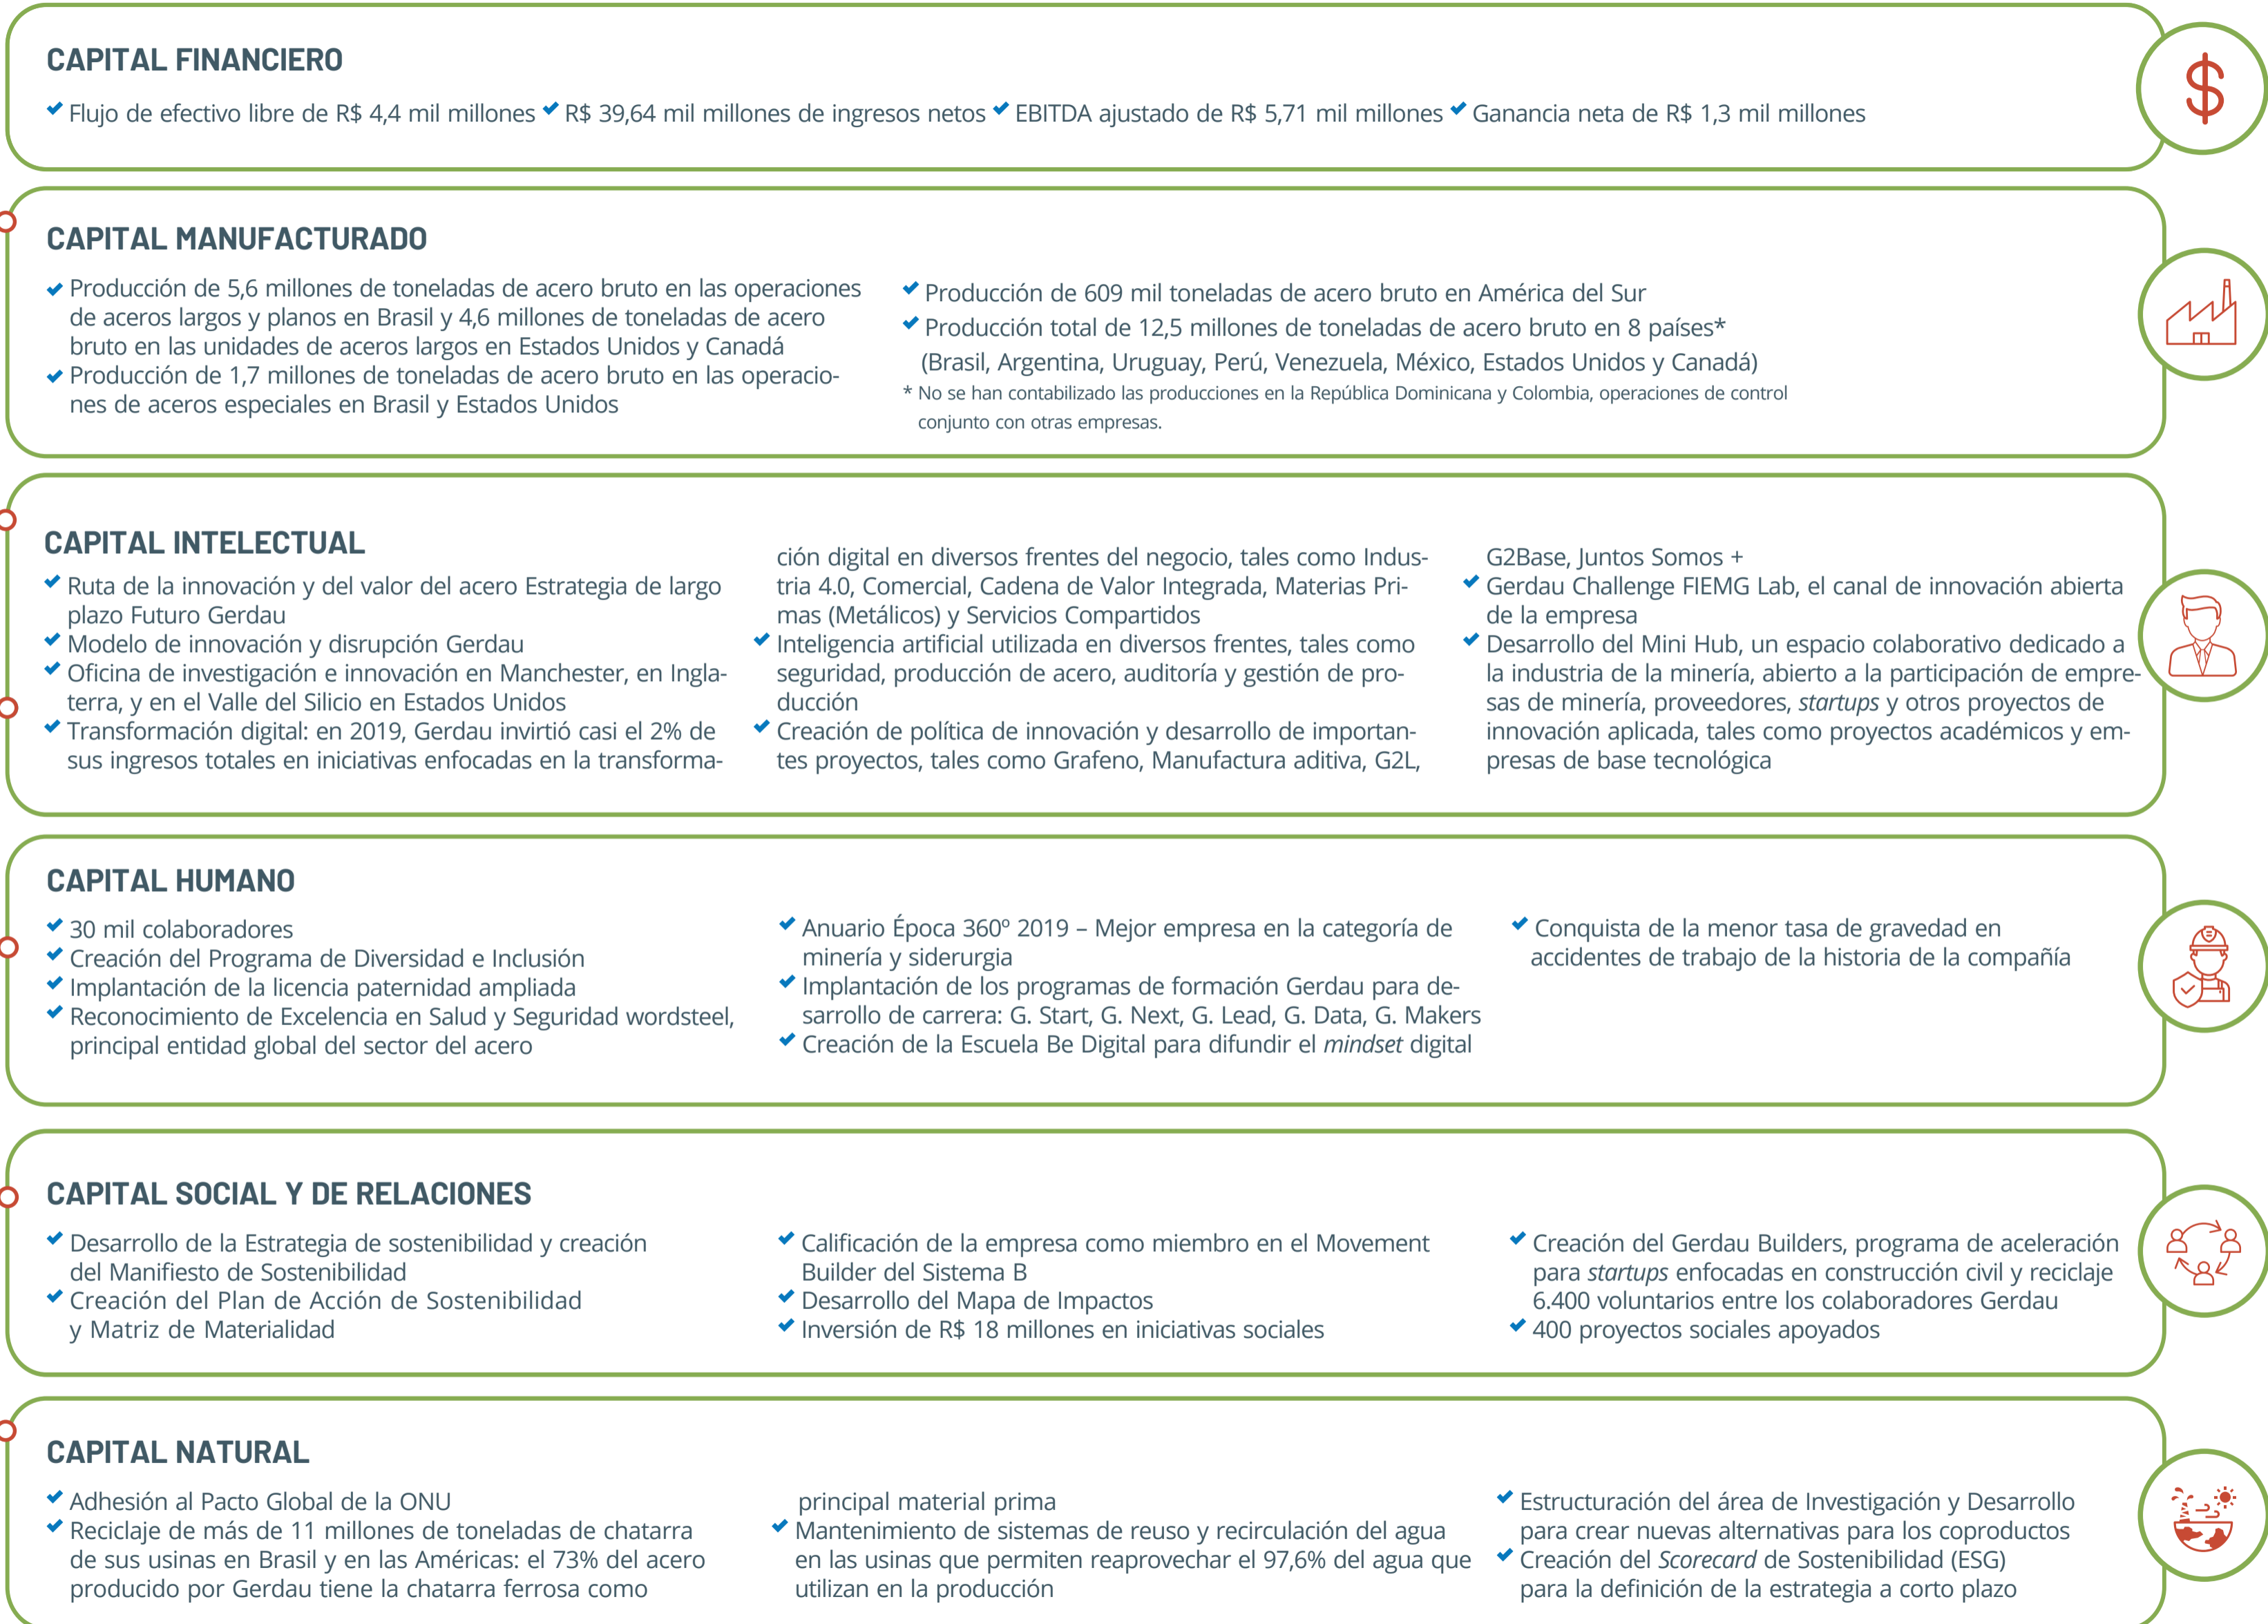 CAPITAL FINANCIERO
Flujo de efectivo libre de R$ 4,4 mil millones R$ 39,64 mil millones de ingresos netos EBITDA ajustado de R$ 5,71 mil millones Ganancia neta de R$ 1,3 mil millones
CAPITAL MANUFACTURADO
Producción de 5,6 millones de toneladas de acero bruto en las operaciones
de aceros largos y planos en Brasil y 4,6 millones de toneladas de acero
bruto en las unidades de aceros largos en Estados Unidos y Canadá
Producción de 1,7 millones de toneladas de acero bruto en las operacio-
nes de aceros especiales en Brasil y Estados Unidos
Producción de 609 mil toneladas de acero bruto en América del Sur
Producción total de 12,5 millones de toneladas de acero bruto en 8 países*
(Brasil, Argentina, Uruguay, Perú, Venezuela, México, Estados Unidos y Canadá)
* No se han contabilizado las producciones en la República Dominicana y Colombia, operaciones de control
conjunto con otras empresas.
CAPITAL INTELECTUAL
Ruta de la innovación y del valor del acero Estrategia de largo
plazo Futuro Gerdau
Modelo de innovación y disrupción Gerdau
Oficina de investigación e innovación en Manchester, en Ingla-
terra, y en el Valle del Silicio en Estados Unidos
Transformación digital: en 2019, Gerdau invirtió casi el 2% de
sus ingresos totales en iniciativas enfocadas en la transforma-
ción digital en diversos frentes del negocio, tales como Indus-
tria 4.0, Comercial, Cadena de Valor Integrada, Materias Pri-
mas (Metálicos) y Servicios Compartidos
Inteligencia artificial utilizada en diversos frentes, tales como
seguridad, producción de acero, auditoría y gestión de pro-
ducción
Creación de política de innovación y desarrollo de importan-
tes proyectos, tales como Grafeno, Manufactura aditiva, G2L,
G2Base, Juntos Somos +
Gerdau Challenge FIEMG Lab, el canal de innovación abierta
de la empresa
Desarrollo del Mini Hub, un espacio colaborativo dedicado a
la industria de la minería, abierto a la participación de empre-
sas de minería, proveedores, startups y otros proyectos de
innovación aplicada, tales como proyectos académicos y em-
presas de base tecnológica
CAPITAL HUMANO
30 mil colaboradores
Creación del Programa de Diversidad e Inclusión
Implantación de la licencia paternidad ampliada
Reconocimiento de Excelencia en Salud y Seguridad wordsteel,
principal entidad global del sector del acero
Anuario Época 360º 2019 – Mejor empresa en la categoría de
minería y siderurgia
Implantación de los programas de formación Gerdau para de-
sarrollo de carrera: G. Start, G. Next, G. Lead, G. Data, G. Makers
Creación de la Escuela Be Digital para difundir el mindset digital
Conquista de la menor tasa de gravedad en
accidentes de trabajo de la historia de la compañía
CAPITAL SOCIAL Y DE RELACIONES
Desarrollo de la Estrategia de sostenibilidad y creación
del Manifiesto de Sostenibilidad
Creación del Plan de Acción de Sostenibilidad
y Matriz de Materialidad
Calificación de la empresa como miembro en el Movement
Builder del Sistema B
Desarrollo del Mapa de Impactos
Inversión de R$ 18 millones en iniciativas sociales
Creación del Gerdau Builders, programa de aceleración
para startups enfocadas en construcción civil y reciclaje
6.400 voluntarios entre los colaboradores Gerdau
400 proyectos sociales apoyados
CAPITAL NATURAL
Adhesión al Pacto Global de la ONU
Reciclaje de más de 11 millones de toneladas de chatarra
de sus usinas en Brasil y en las Américas: el 73% del acero
producido por Gerdau tiene la chatarra ferrosa como
principal material prima
Mantenimiento de sistemas de reuso y recirculación del agua
en las usinas que permiten reaprovechar el 97,6% del agua que
utilizan en la producción
Estructuración del área de Investigación y Desarrollo
para crear nuevas alternativas para los coproductos
Creación del Scorecard de Sostenibilidad (ESG)
para la definición de la estrategia a corto plazo